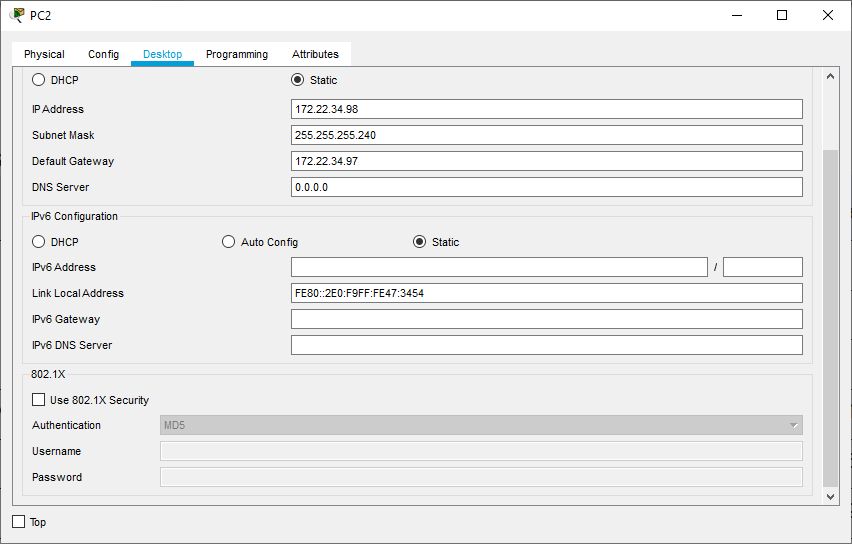 PC2
Physical Config Desktop Programming Attributes
DHCP Static
IP Address 172.22.34.98
Subnet Mask 255.255.255.240
Default Gateway 172.22.34.97
DNS Server 0.0.0.0
IPv6 Configuration
DHCP Auto Config Static
IPv6 Address /
Link Local Address FE80::2E0:F9FF:FE47:3454
IPv6 Gateway
IPv6 DNS Server
802.1X
Use 802.1X Security
Authentication MD5
Username
Password
Top